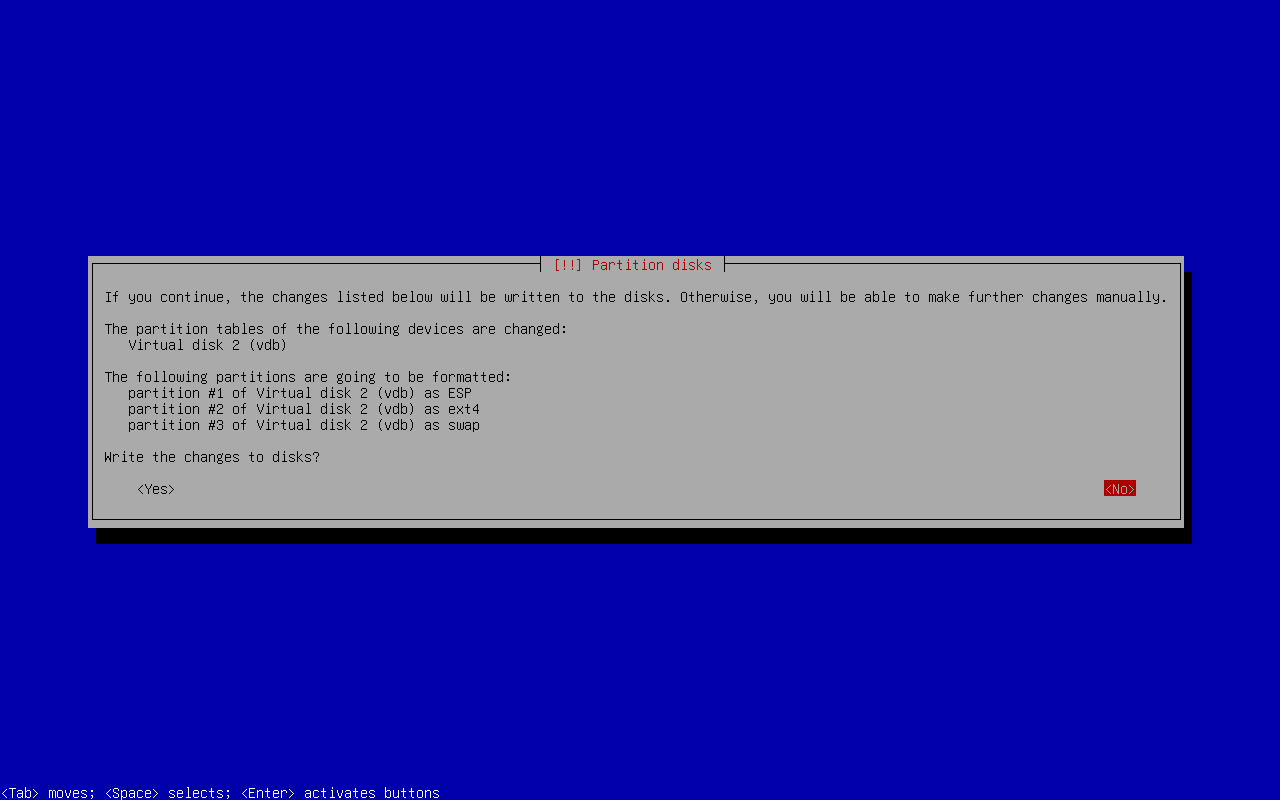 [!!] Partition disks
If you continue, the changes listed below will be written to the disks. Otherwise, you will be able to make further changes manually.
The partition tables of the following devices are changed:
Virtual disk 2 (vdb)
The following partitions are going to be formatted:
partition #1 of Virtual disk 2 (vdb) as ESP
partition #2 of Virtual disk 2 (vdb) as ext4
partition #3 of Virtual disk 2 (vdb) as swap
Write the changes to disks?
<Yes> <No>
<Tab> moves; <Space> selects; <Enter> activates buttons